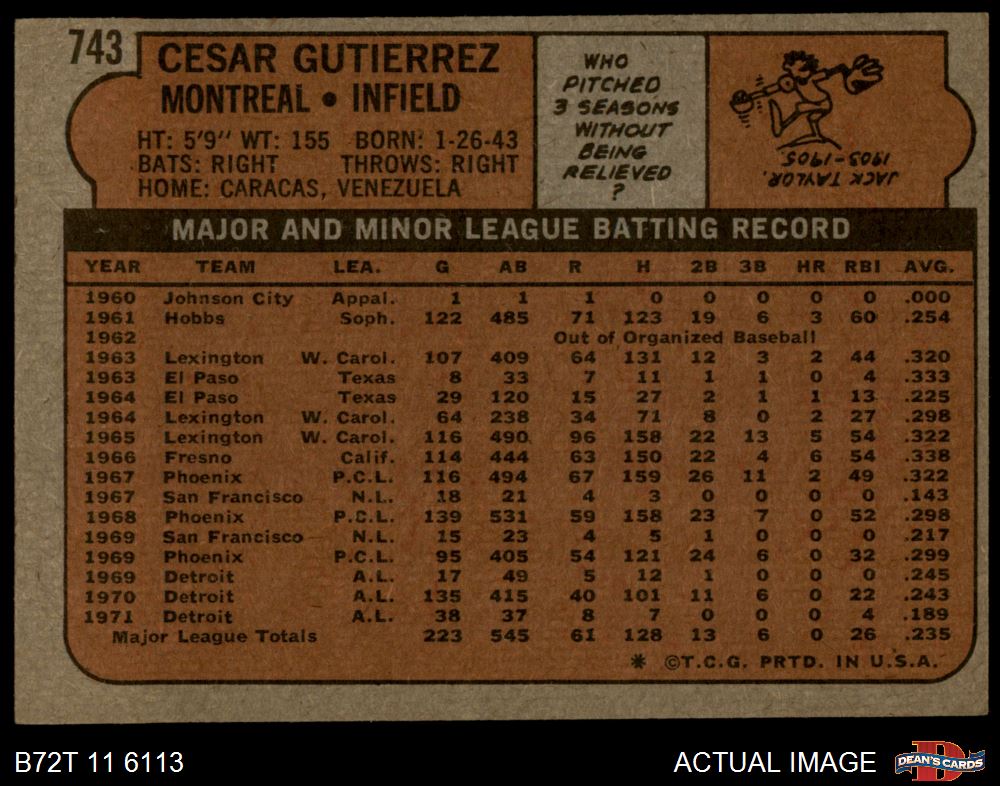 743
CESAR GUTIERREZ
MONTREAL • INFIELD
HT: 5'9" WT: 155 BORN: 1-26-43
BATS: RIGHT THROWS: RIGHT
HOME: CARACAS, VENEZUELA
WHO
PITCHED
3 SEASONS
WITHOUT
BEING
RELIEVED
?
JACK TAYLOR,
1903-1905.
MAJOR AND MINOR LEAGUE BATTING RECORD
YEAR TEAM LEA. G AB R H 2B 3B HR RBI AVG.
1960 Johnson City Appal. 1 1 1 0 0 0 0 0 .000
1961 Hobbs Soph. 122 485 71 123 19 6 3 60 .254
1962 Out of Organized Baseball
1963 Lexington W. Carol. 107 409 64 131 12 3 2 44 .320
1963 El Paso Texas 8 33 7 11 1 1 0 4 .333
1964 El Paso Texas 29 120 15 27 2 1 1 13 .225
1964 Lexington W. Carol. 64 238 34 71 8 0 2 27 .298
1965 Lexington W. Carol. 116 490 96 158 22 13 5 54 .322
1966 Fresno Calif. 114 444 63 150 22 4 6 54 .338
1967 Phoenix P.C.L. 116 494 67 159 26 11 2 49 .322
1967 San Francisco N.L. 18 21 4 3 0 0 0 0 .143
1968 Phoenix P.C.L. 139 531 59 158 23 7 0 52 .298
1969 San Francisco N.L. 15 23 4 5 1 0 0 0 .217
1969 Phoenix P.C.L. 95 405 54 121 24 6 0 32 .299
1969 Detroit A.L. 17 49 5 12 1 0 0 0 .245
1970 Detroit A.L. 135 415 40 101 11 6 0 22 .243
1971 Detroit A.L. 38 37 8 7 0 0 0 4 .189
Major League Totals 223 545 61 128 13 6 0 26 .235
* ©T.C.G. PRTD. IN U.S.A.
B72T 11 6113
ACTUAL IMAGE
D
DEAN'S CARDS